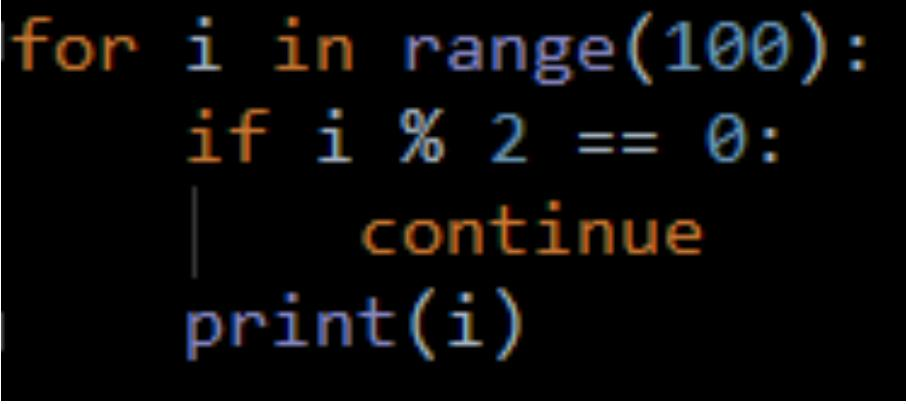 for i in range(100):
    if i % 2 == 0:
        continue
    print(i)